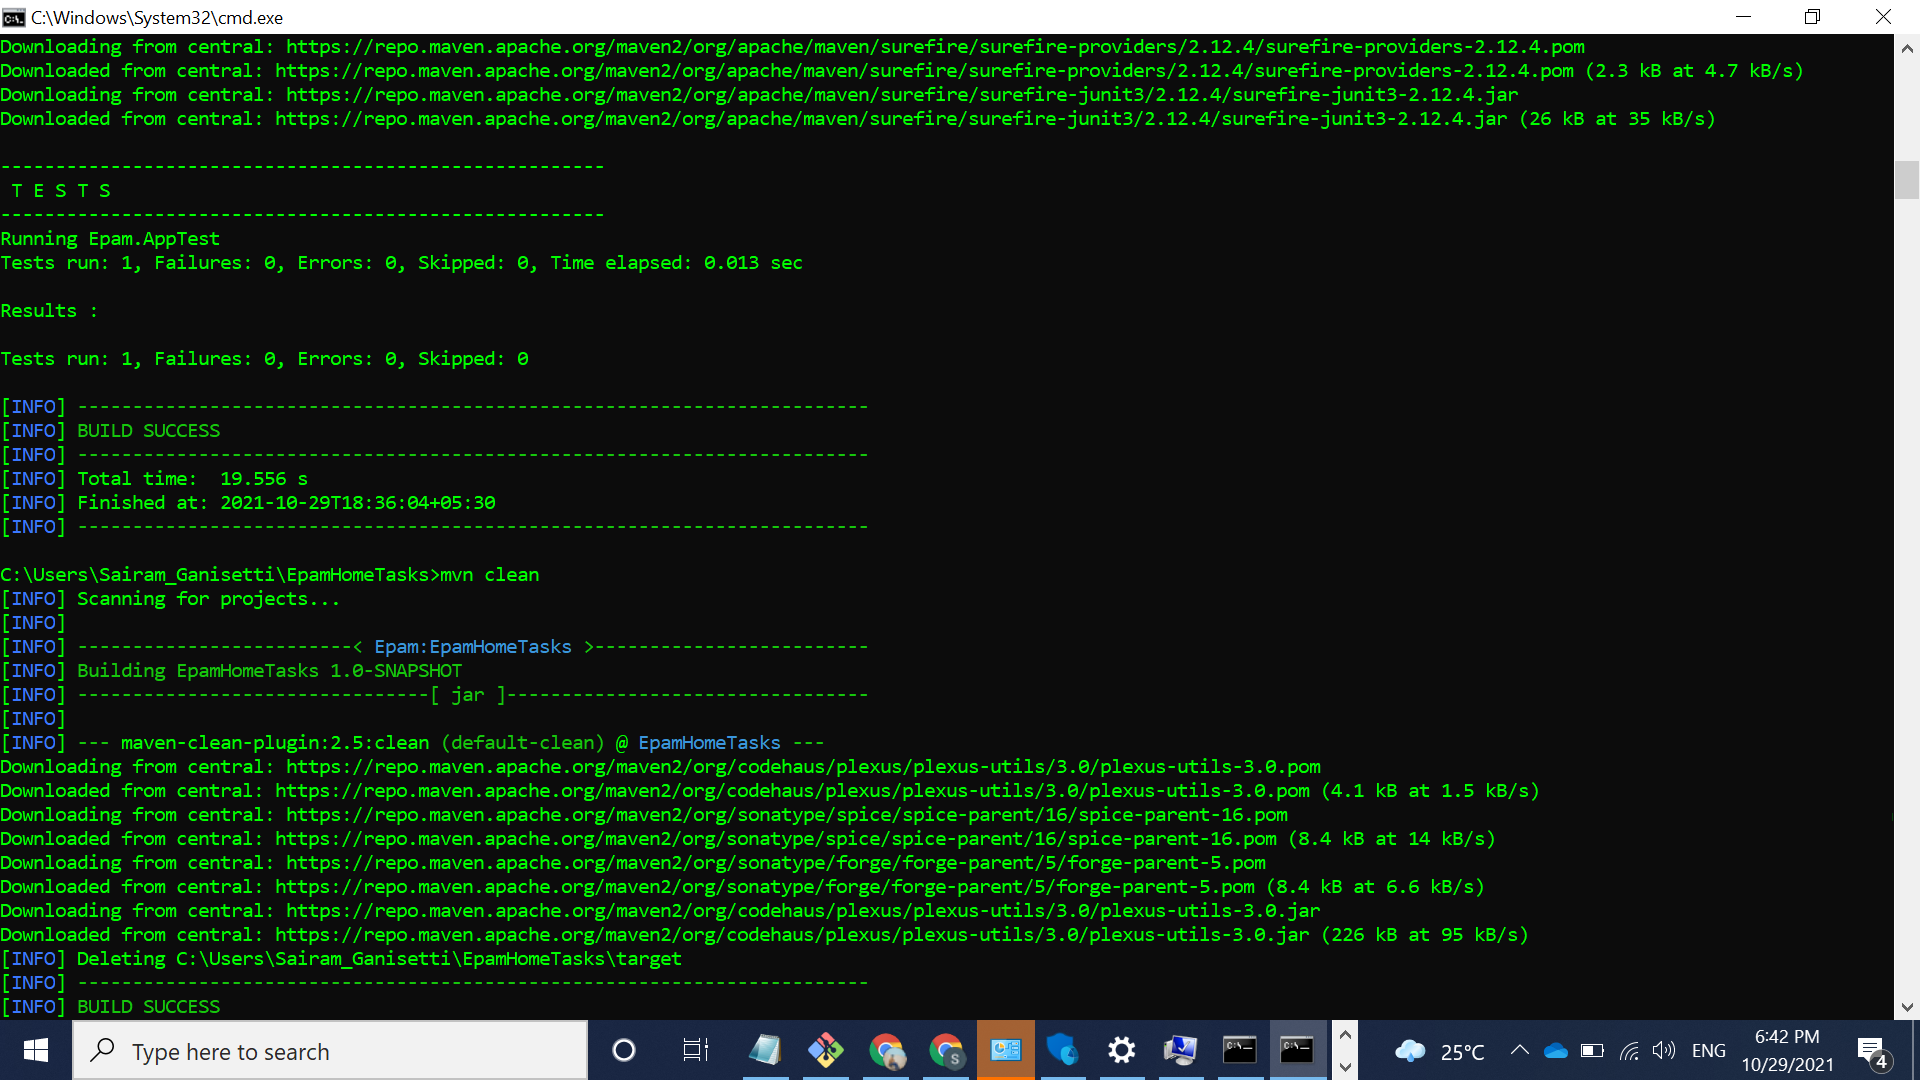 C:\Windows\System32\cmd.exe
Downloading from central: https://repo.maven.apache.org/maven2/org/apache/maven/surefire/surefire-providers/2.12.4/surefire-providers-2.12.4.pom
Downloaded from central: https://repo.maven.apache.org/maven2/org/apache/maven/surefire/surefire-providers/2.12.4/surefire-providers-2.12.4.pom (2.3 kB at 4.7 kB/s)
Downloading from central: https://repo.maven.apache.org/maven2/org/apache/maven/surefire/surefire-junit3/2.12.4/surefire-junit3-2.12.4.jar
Downloaded from central: https://repo.maven.apache.org/maven2/org/apache/maven/surefire/surefire-junit3/2.12.4/surefire-junit3-2.12.4.jar (26 kB at 35 kB/s)
-------------------------------------------------------
 T E S T S
-------------------------------------------------------
Running Epam.AppTest
Tests run: 1, Failures: 0, Errors: 0, Skipped: 0, Time elapsed: 0.013 sec
Results :
Tests run: 1, Failures: 0, Errors: 0, Skipped: 0
[INFO] ------------------------------------------------------------------------
[INFO] BUILD SUCCESS
[INFO] ------------------------------------------------------------------------
[INFO] Total time:  19.556 s
[INFO] Finished at: 2021-10-29T18:36:04+05:30
[INFO] ------------------------------------------------------------------------
C:\Users\Sairam_Ganisetti\EpamHomeTasks>mvn clean
[INFO] Scanning for projects...
[INFO]
[INFO] -------------------------< Epam:EpamHomeTasks >-------------------------
[INFO] Building EpamHomeTasks 1.0-SNAPSHOT
[INFO] --------------------------------[ jar ]---------------------------------
[INFO]
[INFO] --- maven-clean-plugin:2.5:clean (default-clean) @ EpamHomeTasks ---
Downloading from central: https://repo.maven.apache.org/maven2/org/codehaus/plexus/plexus-utils/3.0/plexus-utils-3.0.pom
Downloaded from central: https://repo.maven.apache.org/maven2/org/codehaus/plexus/plexus-utils/3.0/plexus-utils-3.0.pom (4.1 kB at 1.5 kB/s)
Downloading from central: https://repo.maven.apache.org/maven2/org/sonatype/spice/spice-parent/16/spice-parent-16.pom
Downloaded from central: https://repo.maven.apache.org/maven2/org/sonatype/spice/spice-parent/16/spice-parent-16.pom (8.4 kB at 14 kB/s)
Downloading from central: https://repo.maven.apache.org/maven2/org/sonatype/forge/forge-parent/5/forge-parent-5.pom
Downloaded from central: https://repo.maven.apache.org/maven2/org/sonatype/forge/forge-parent/5/forge-parent-5.pom (8.4 kB at 6.6 kB/s)
Downloading from central: https://repo.maven.apache.org/maven2/org/codehaus/plexus/plexus-utils/3.0/plexus-utils-3.0.jar
Downloaded from central: https://repo.maven.apache.org/maven2/org/codehaus/plexus/plexus-utils/3.0/plexus-utils-3.0.jar (226 kB at 95 kB/s)
[INFO] Deleting C:\Users\Sairam_Ganisetti\EpamHomeTasks\target
[INFO] ------------------------------------------------------------------------
[INFO] BUILD SUCCESS
Type here to search
S
25°C
ENG
6:42 PM
10/29/2021
4